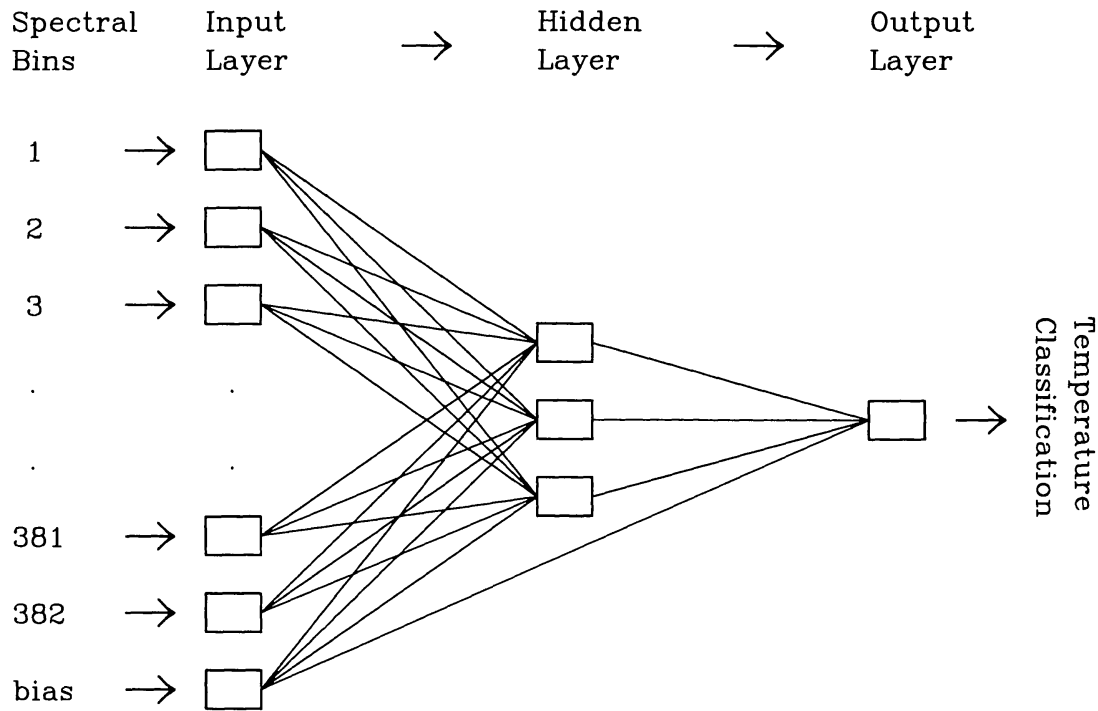 Spectral
Bins
Input
Layer
Hidden
Layer
Output
Layer
1
2
3
.
.
.
.
381
382
bias
Temperature
Classification